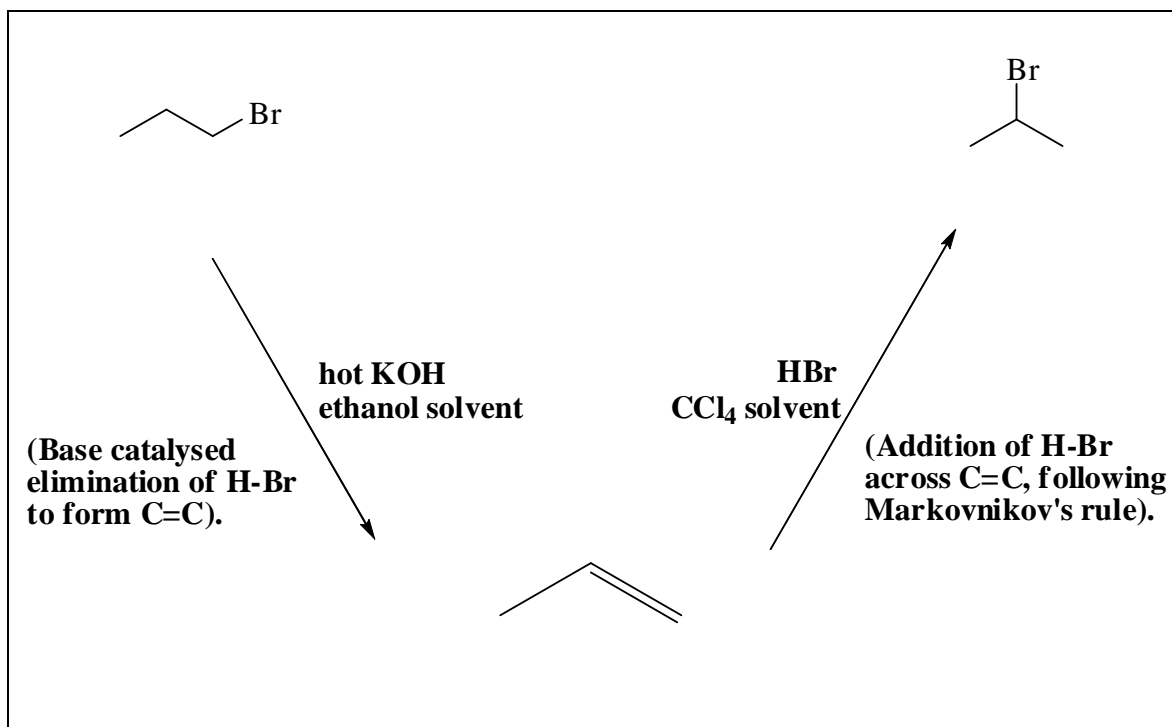 Br
Br
hot KOH
ethanol solvent
(Base catalysed
elimination of H-Br
to form C=C).
HBr
CCl4 solvent
(Addition of H-Br
across C=C, following
Markovnikov's rule).